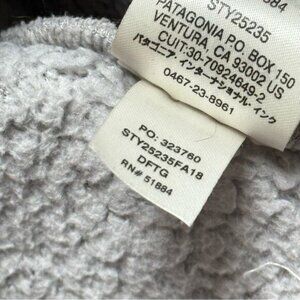 STY25235
PATAGONIA P.O. BOX 150
VENTURA, CA 93002 US
CUIT:30-70924649-2
パタゴニア・インターナショナル・インク
0467-23-8961
PO: 323760
STY25235FA18
DFTG
RN# 51884